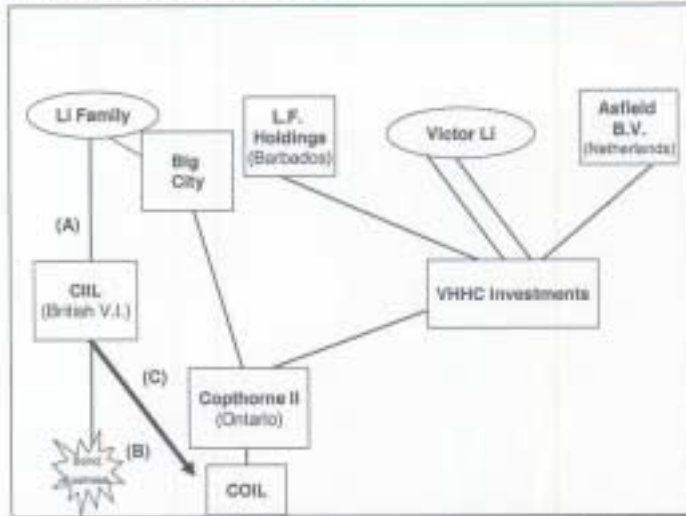 Li Family
L.F.
Holdings
(Barbados)
Victor Li
Asfield
B.V.
(Netherlands)
Big
City
(A)
CIIL
(British V.I.)
VHHC Investments
(C)
Copthorne II
(Ontario)
(B)
COIL